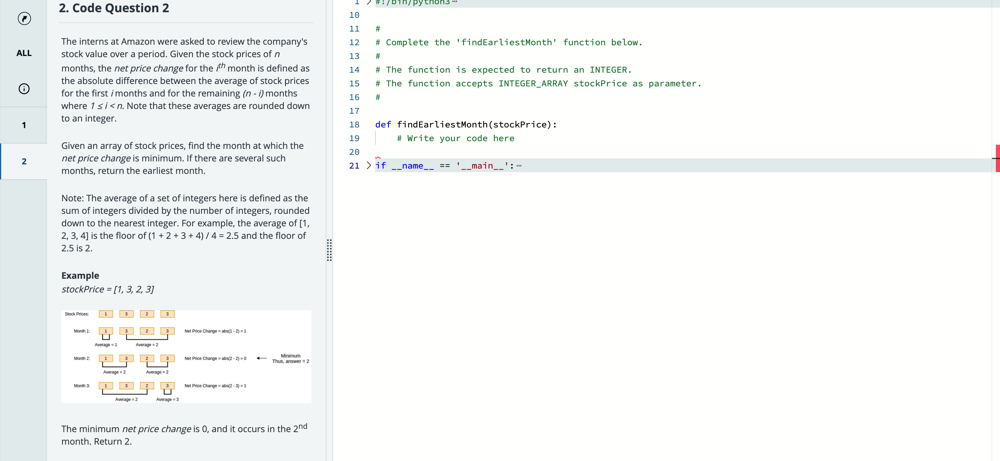 2. Code Question 2
ALL
1
2
The interns at Amazon were asked to review the company's
stock value over a period. Given the stock prices of n
months, the net price change for the ith month is defined as
the absolute difference between the average of stock prices
for the first i months and for the remaining (n - i) months
where 1 ≤ i < n. Note that these averages are rounded down
to an integer.
Given an array of stock prices, find the month at which the
net price change is minimum. If there are several such
months, return the earliest month.
Note: The average of a set of integers here is defined as the
sum of integers divided by the number of integers, rounded
down to the nearest integer. For example, the average of [1,
2, 3, 4] is the floor of (1 + 2 + 3 + 4) / 4 = 2.5 and the floor of
2.5 is 2.
Example
stockPrice = [1, 3, 2, 3]
Stock Prices: 1 3 2 3
Month 1: 1 3 2 3 Net Price Change = abs(1 - 2) = 1
Average = 1 Average = 2
Month 2: 1 3 2 3 Net Price Change = abs(2 - 2) = 0 Minimum
Thus, answer = 2
Average = 2 Average = 2
Month 3: 1 3 2 3 Net Price Change = abs(2 - 3) = 1
Average = 2 Average = 3
The minimum net price change is 0, and it occurs in the 2nd
month. Return 2.
1 #!/bin/python3
10
11 #
12 # Complete the 'findEarliestMonth' function below.
13 #
14 # The function is expected to return an INTEGER.
15 # The function accepts INTEGER_ARRAY stockPrice as parameter.
16 #
17
18 def findEarliestMonth(stockPrice):
19 # Write your code here
20
21 if __name__ == '__main__':